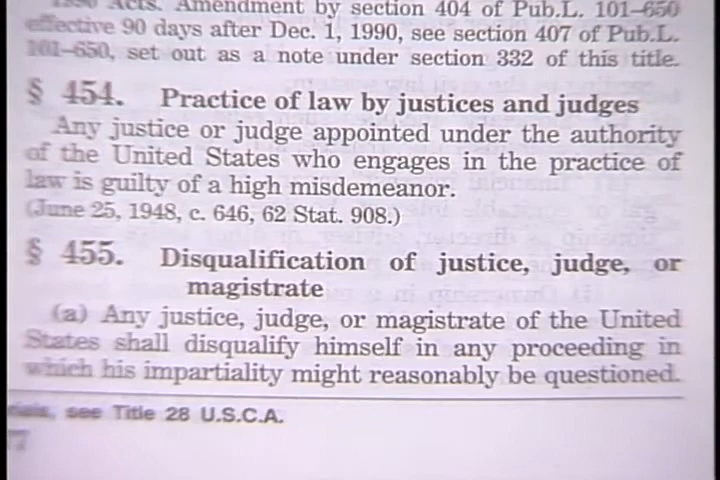 1990 Acts. Amendment by section 404 of Pub.L. 101–650
effective 90 days after Dec. 1, 1990, see section 407 of Pub.L.
101–650, set out as a note under section 332 of this title.
§ 454. Practice of law by justices and judges
Any justice or judge appointed under the authority
of the United States who engages in the practice of
law is guilty of a high misdemeanor.
(June 25, 1948, c. 646, 62 Stat. 908.)
§ 455. Disqualification of justice, judge, or
magistrate
(a) Any justice, judge, or magistrate of the United
States shall disqualify himself in any proceeding in
which his impartiality might reasonably be questioned.
see Title 28 U.S.C.A.
77